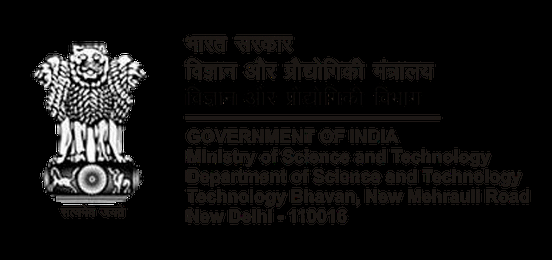 भारत सरकार
विज्ञान और प्रौद्योगिकी मंत्रालय
विज्ञान और प्रौद्योगिकी विभाग
GOVERNMENT OF INDIA
Ministry of Science and Technology
Department of Science and Technology
Technology Bhavan, New Mehrauli Road
New Delhi - 110016
सत्यमेव जयते